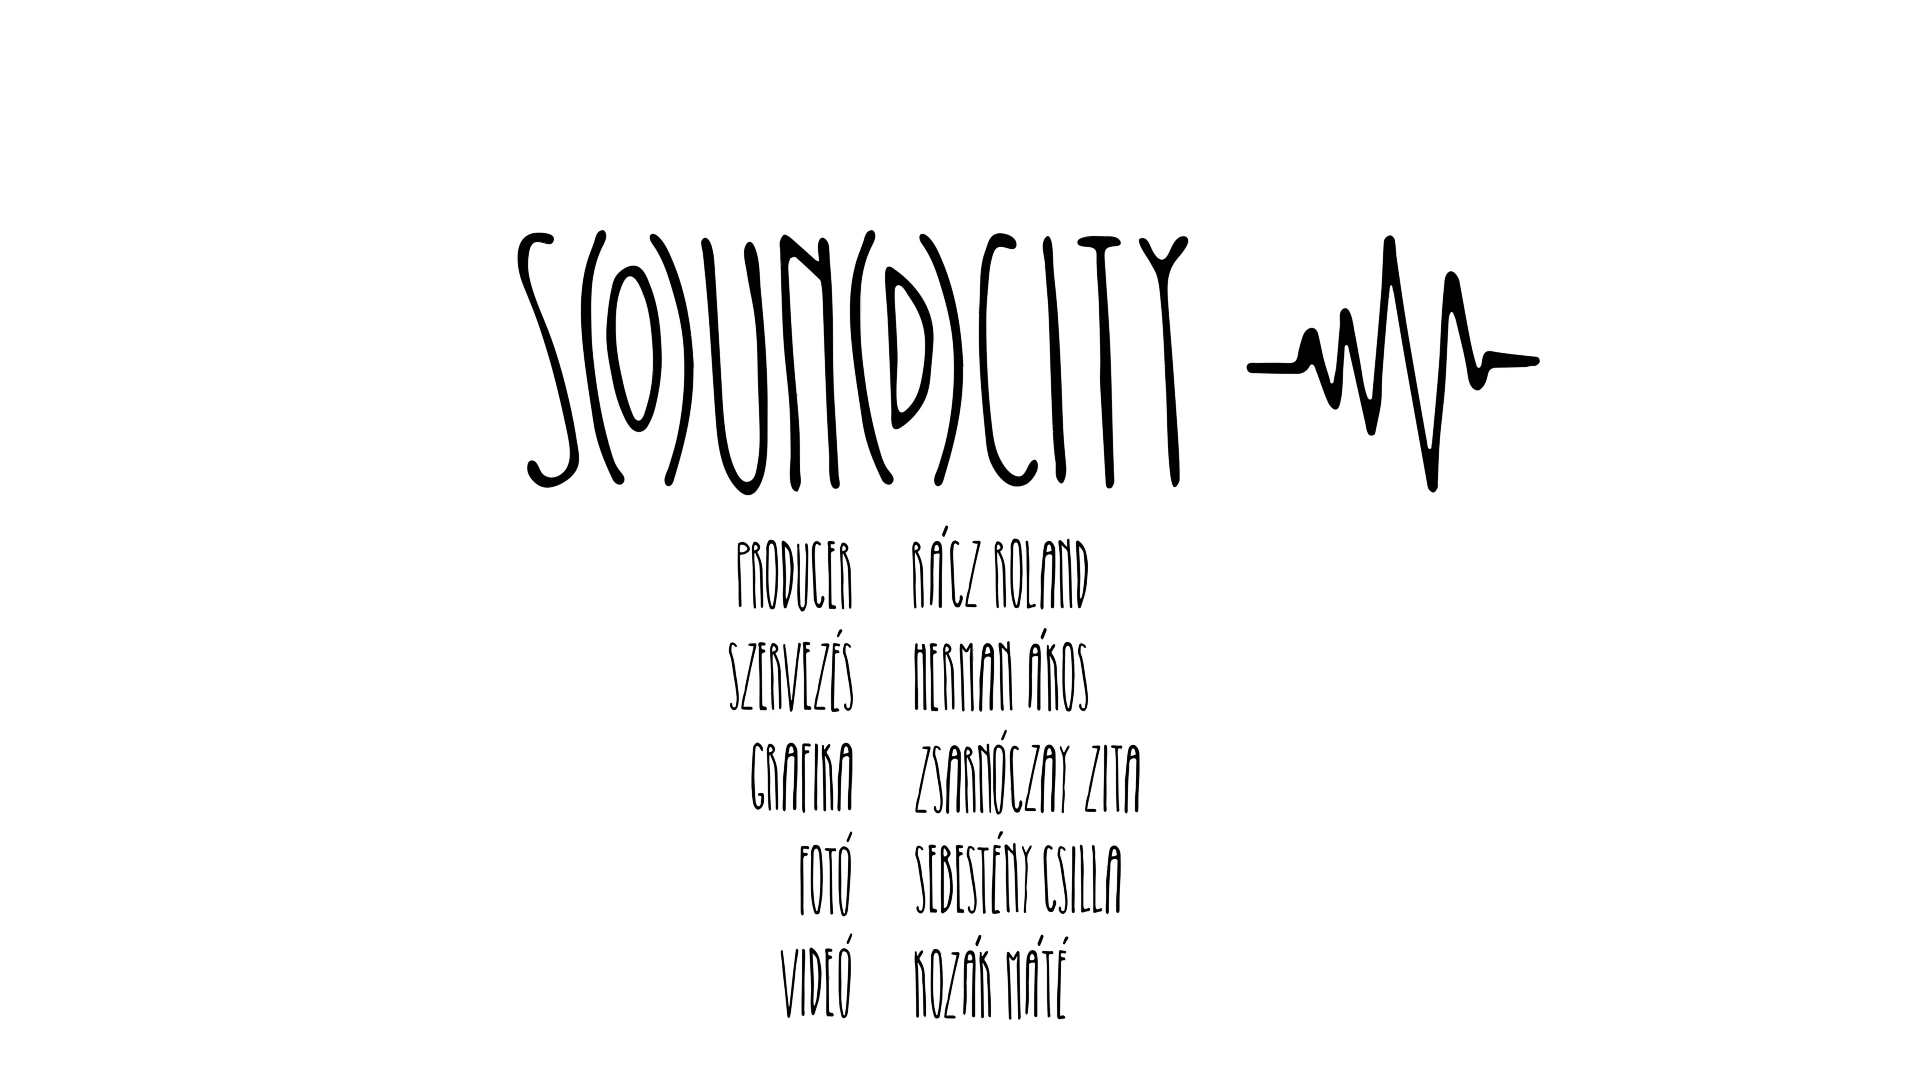 S(O)UN(D)CITY
PRODUCER RÁCZ ROLAND
SZERVEZÉS HERMAN ÁKOS
GRAFIKA ZSARNÓCZAY ZITA
FOTÓ SEBESTÉNY CSILLA
VIDEÓ KOZÁK MÁTÉ